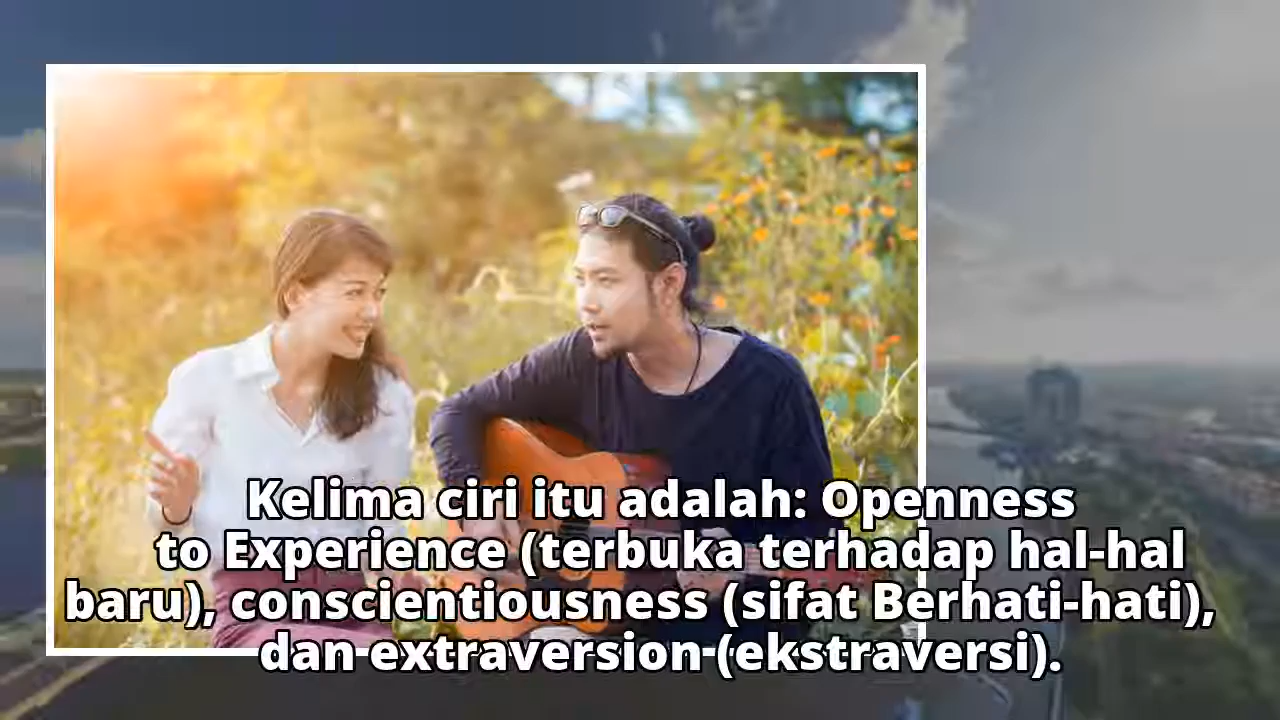 Kelima ciri itu adalah: Openness
to Experience (terbuka terhadap hal-hal
baru), conscientiousness (sifat Berhati-hati),
dan extraversion (ekstraversi).